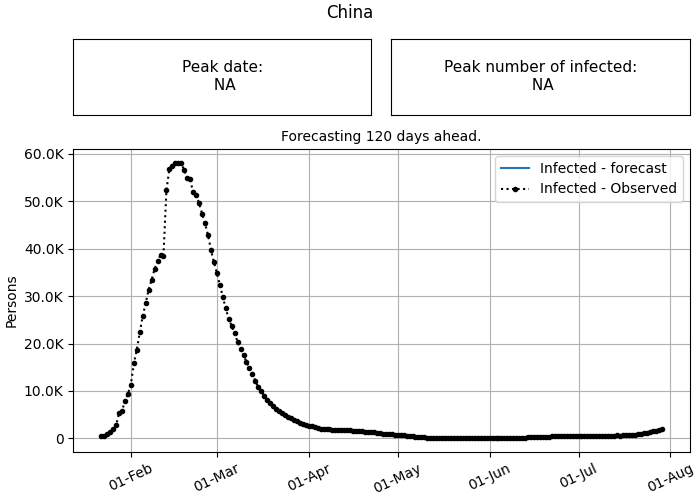 China
Peak date:
NA
Peak number of infected:
NA
Forecasting 120 days ahead.
60.0K
50.0K
40.0K
30.0K
20.0K
10.0K
0
Persons
Infected - forecast
Infected - Observed
01-Feb
01-Mar
01-Apr
01-May
01-Jun
01-Jul
01-Aug